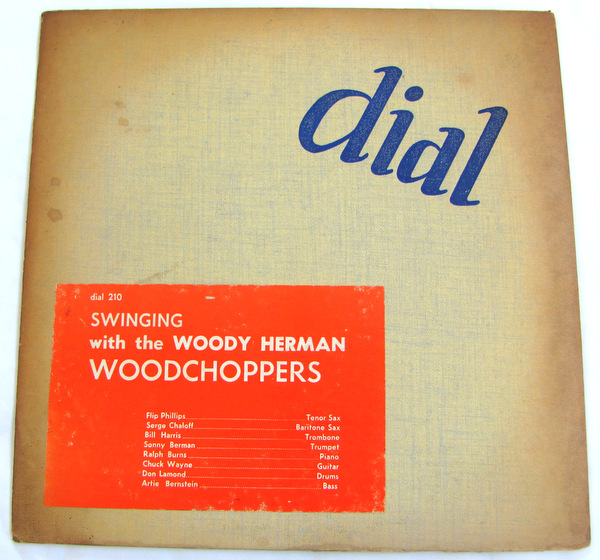 dial
dial 210
SWINGING
with the WOODY HERMAN
WOODCHOPPERS
Flip Phillips Tenor Sax
Serge Chaloff Baritone Sax
Bill Harris Trombone
Sonny Berman Trumpet
Ralph Burns Piano
Chuck Wayne Guitar
Don Lamond Drums
Artie Bernstein Bass